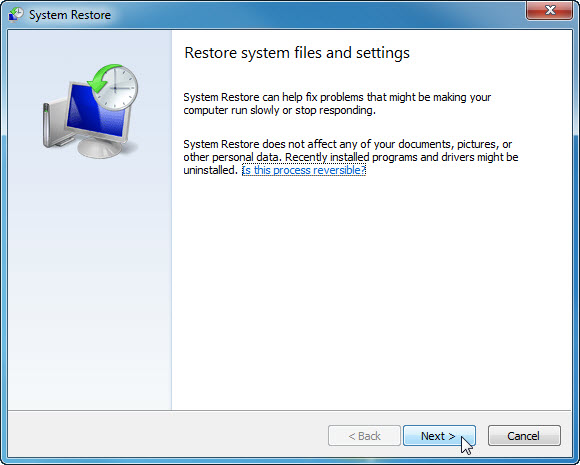 System Restore
Restore system files and settings
System Restore can help fix problems that might be making your
computer run slowly or stop responding.
System Restore does not affect any of your documents, pictures, or
other personal data. Recently installed programs and drivers might be
uninstalled. Is this process reversible?
< Back Next > Cancel